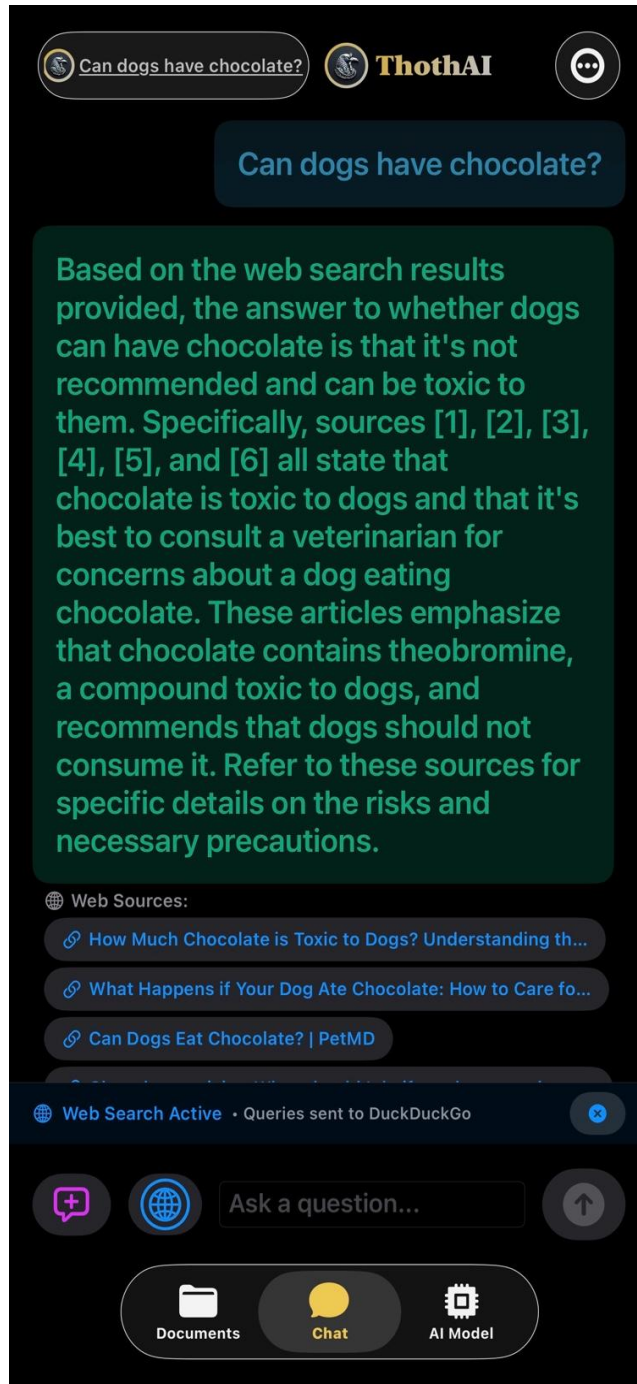 Can dogs have chocolate?
ThothAI
Can dogs have chocolate?
Based on the web search results
provided, the answer to whether dogs
can have chocolate is that it's not
recommended and can be toxic to
them. Specifically, sources [1], [2], [3],
[4], [5], and [6] all state that
chocolate is toxic to dogs and that it's
best to consult a veterinarian for
concerns about a dog eating
chocolate. These articles emphasize
that chocolate contains theobromine,
a compound toxic to dogs, and
recommends that dogs should not
consume it. Refer to these sources for
specific details on the risks and
necessary precautions.
Web Sources:
How Much Chocolate is Toxic to Dogs? Understanding th...
What Happens if Your Dog Ate Chocolate: How to Care fo...
Can Dogs Eat Chocolate? | PetMD
Web Search Active • Queries sent to DuckDuckGo
Ask a question...
Documents
Chat
AI Model